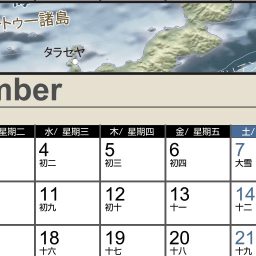 トゥー諸島
タラセヤ
mber
星期二 水/ 星期三 木/ 星期四 金/ 星期五 土/
4 5 6 7
初二 初三 初四 大雪
11 12 13 14
初九 初十 十一 十二
18 19 20 21
十六 十七 十八 十九